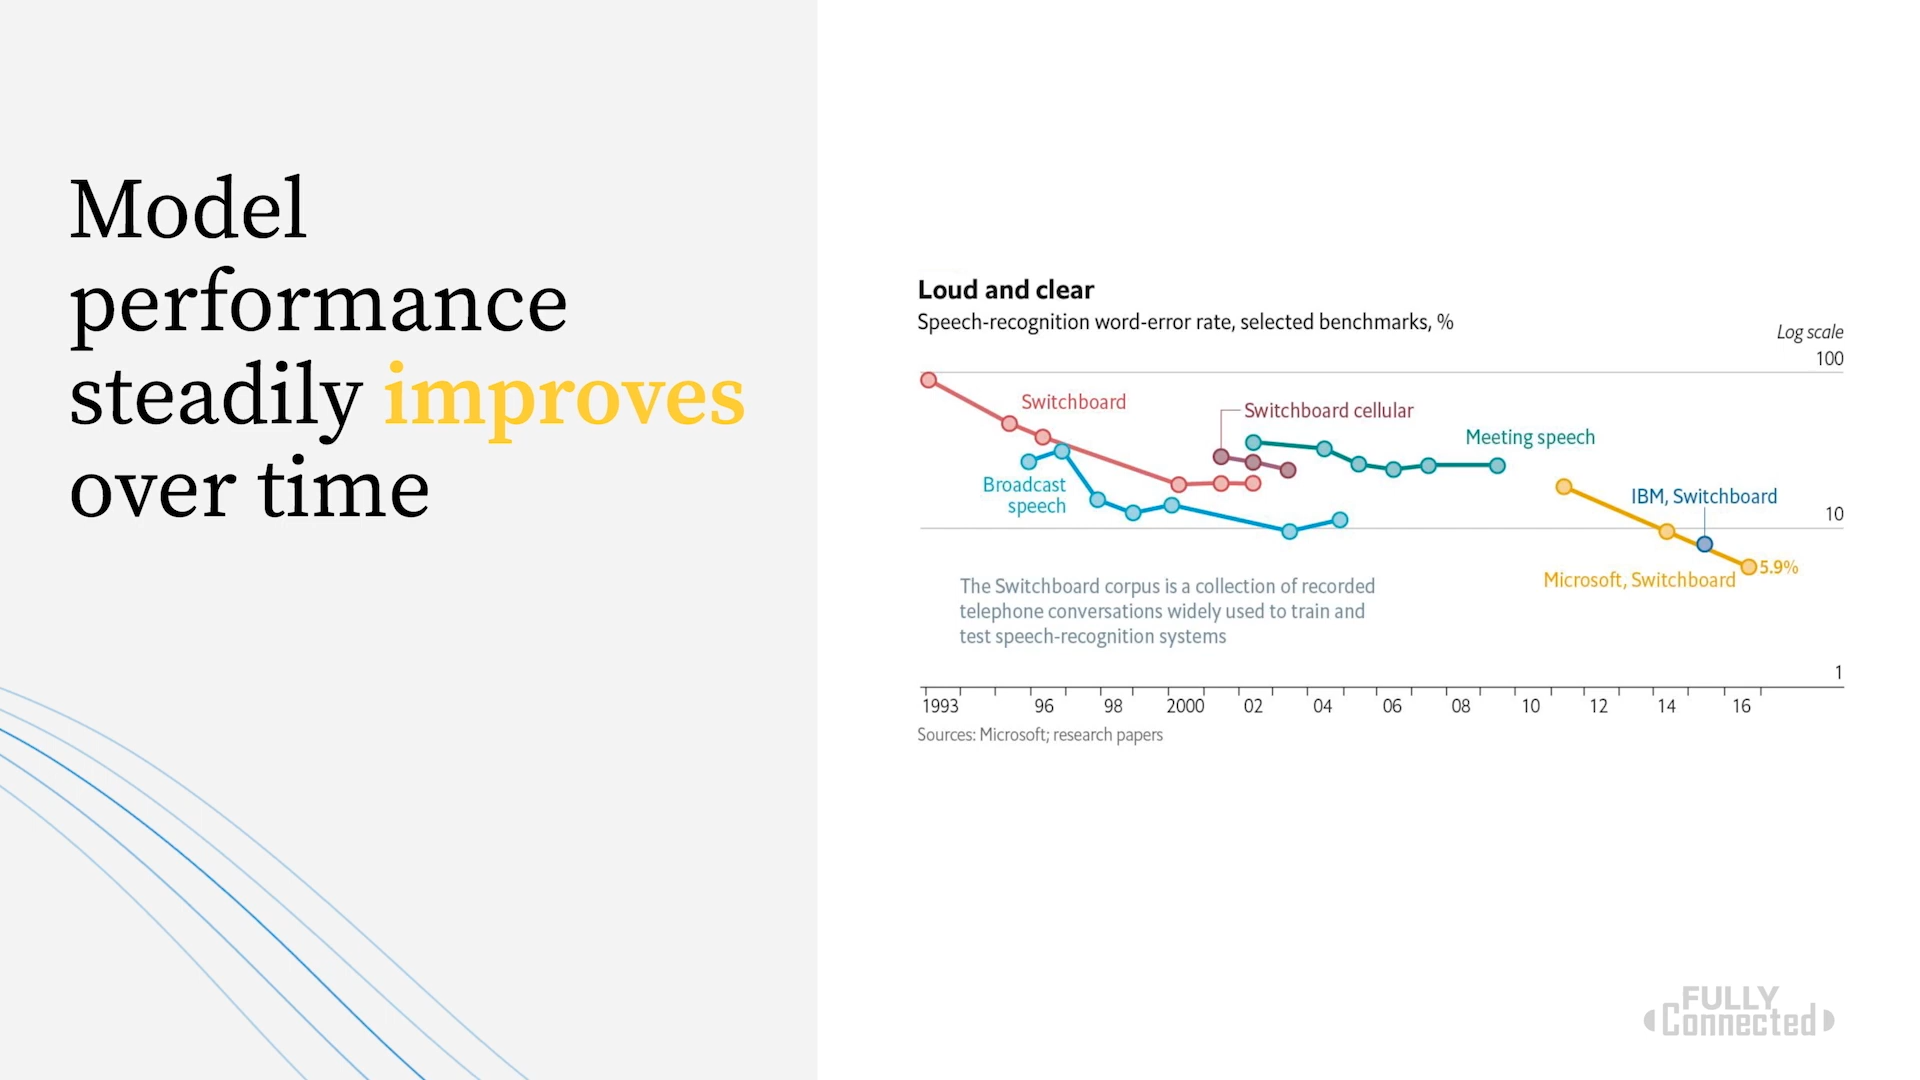 Model
performance
steadily improves
over time
Loud and clear
Speech-recognition word-error rate, selected benchmarks, %
Log scale
100
Switchboard
Switchboard cellular
Meeting speech
Broadcast
speech
IBM, Switchboard
10
5.9%
Microsoft, Switchboard
The Switchboard corpus is a collection of recorded
telephone conversations widely used to train and
test speech-recognition systems
1
1993 96 98 2000 02 04 06 08 10 12 14 16
Sources: Microsoft; research papers
FULLY
Connected